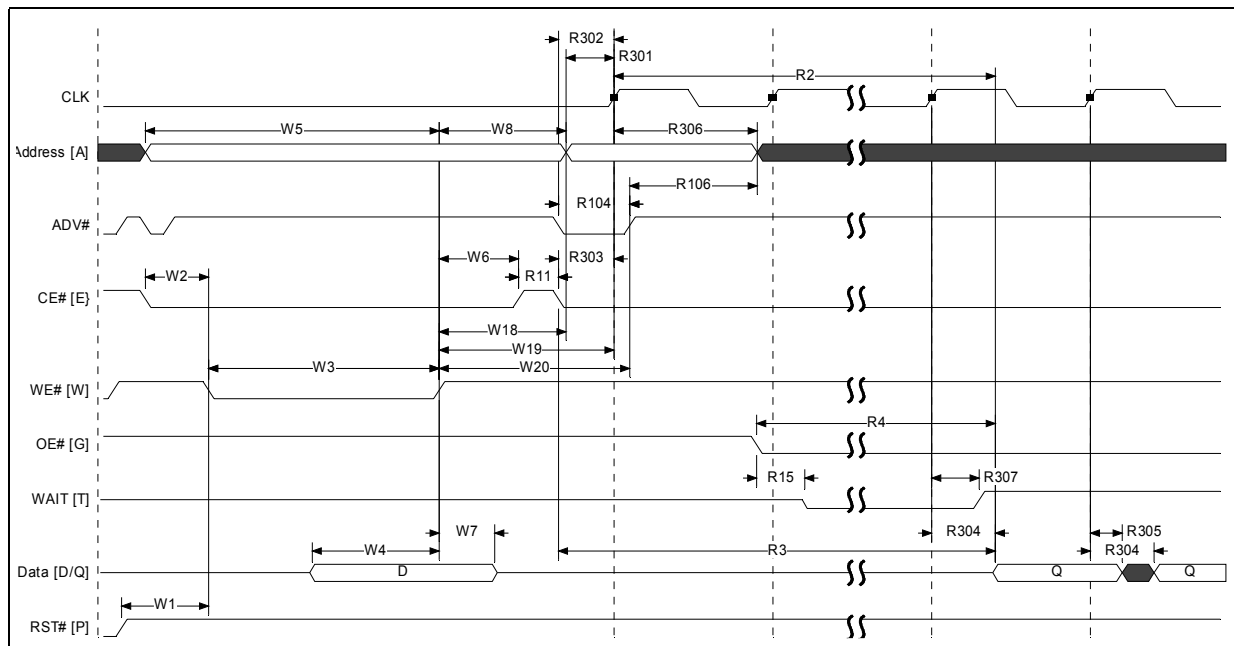 R302
R301
R2
CLK
W5
W8
R306
Address [A]
R106
R104
ADV#
W6
R303
R11
W2
CE# [E}
W18
W19
W3
W20
WE# [W]
R4
OE# [G]
R15
R307
WAIT [T]
W7
R304
R305
W4
R3
R304
Data [D/Q]
D
Q
Q
W1
RST# [P]